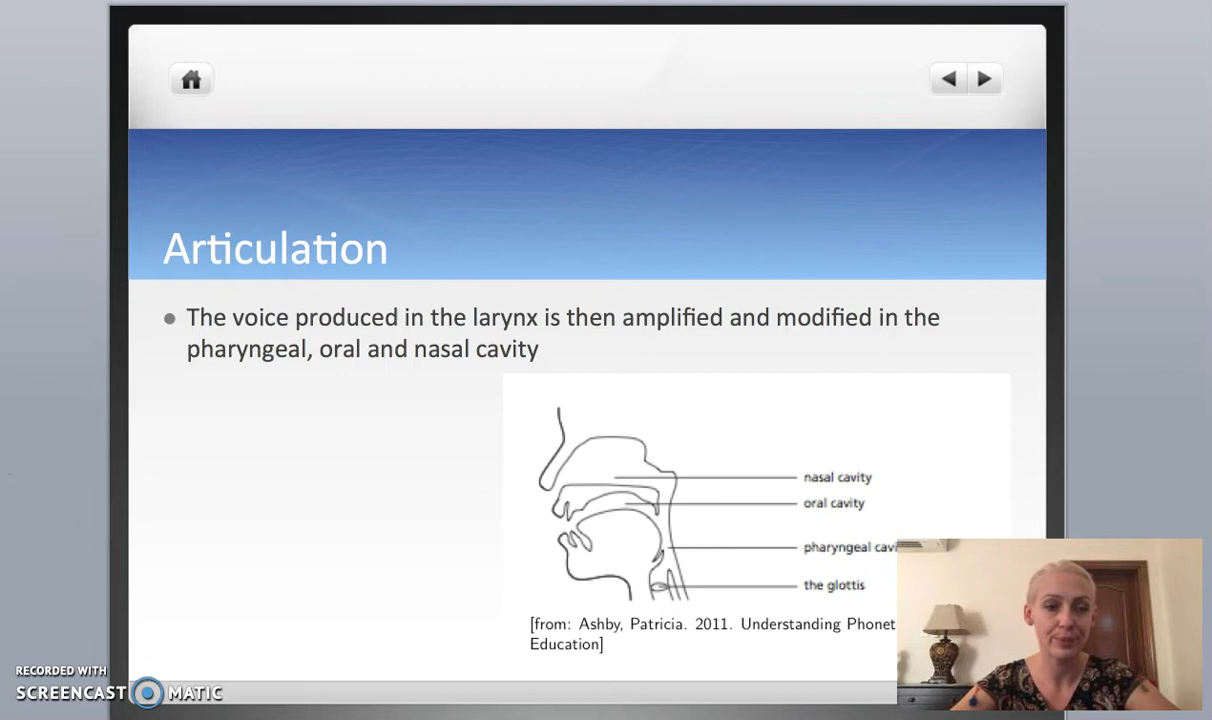 Articulation
The voice produced in the larynx is then amplified and modified in the
pharyngeal, oral and nasal cavity
nasal cavity
oral cavity
pharyngeal
the glottis
[from: Ashby, Patricia. 2011. Understanding
Education]
RECORDED WITH
SCREENCAST MATIC